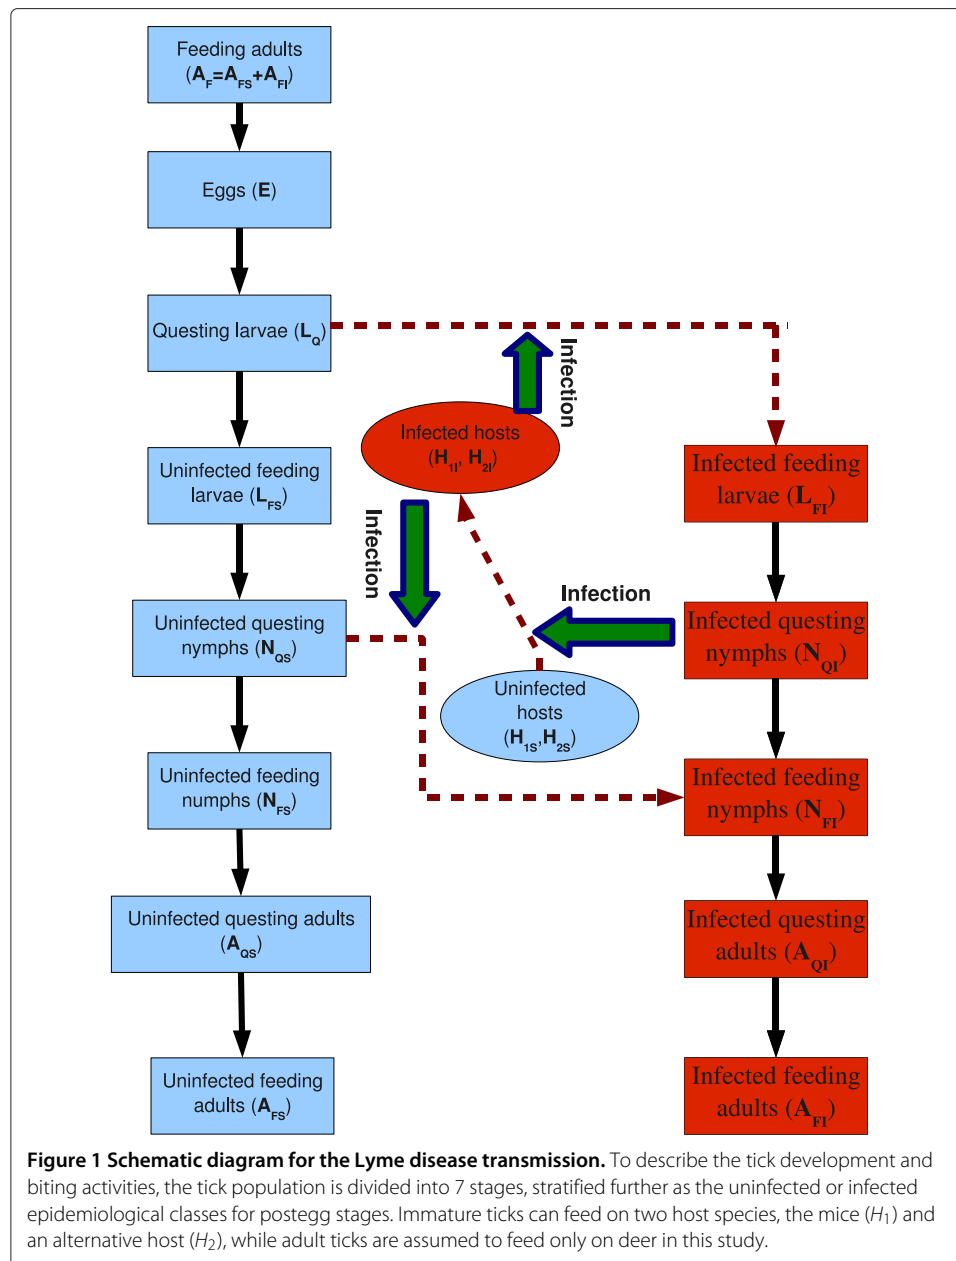 Feeding adults
(A_F=A_FS+A_FI)
Eggs (E)
Questing larvae (L_Q)
Infection
Infected hosts
(H_1I, H_2I)
Uninfected feeding
larvae (L_FS)
Infected feeding
larvae (L_FI)
Infection
Infection
Uninfected questing
nymphs (N_QS)
Infected questing
nymphs (N_QI)
Uninfected
hosts
(H_1S,H_2S)
Uninfected feeding
numphs (N_FS)
Infected feeding
nymphs (N_FI)
Uninfected questing adults
(A_QS)
Infected questing
adults (A_QI)
Uninfected feeding
adults (A_FS)
Infected feeding
adults (A_FI)
Figure 1 Schematic diagram for the Lyme disease transmission. To describe the tick development and
biting activities, the tick population is divided into 7 stages, stratified further as the uninfected or infected
epidemiological classes for postegg stages. Immature ticks can feed on two host species, the mice (H_1) and
an alternative host (H_2), while adult ticks are assumed to feed only on deer in this study.